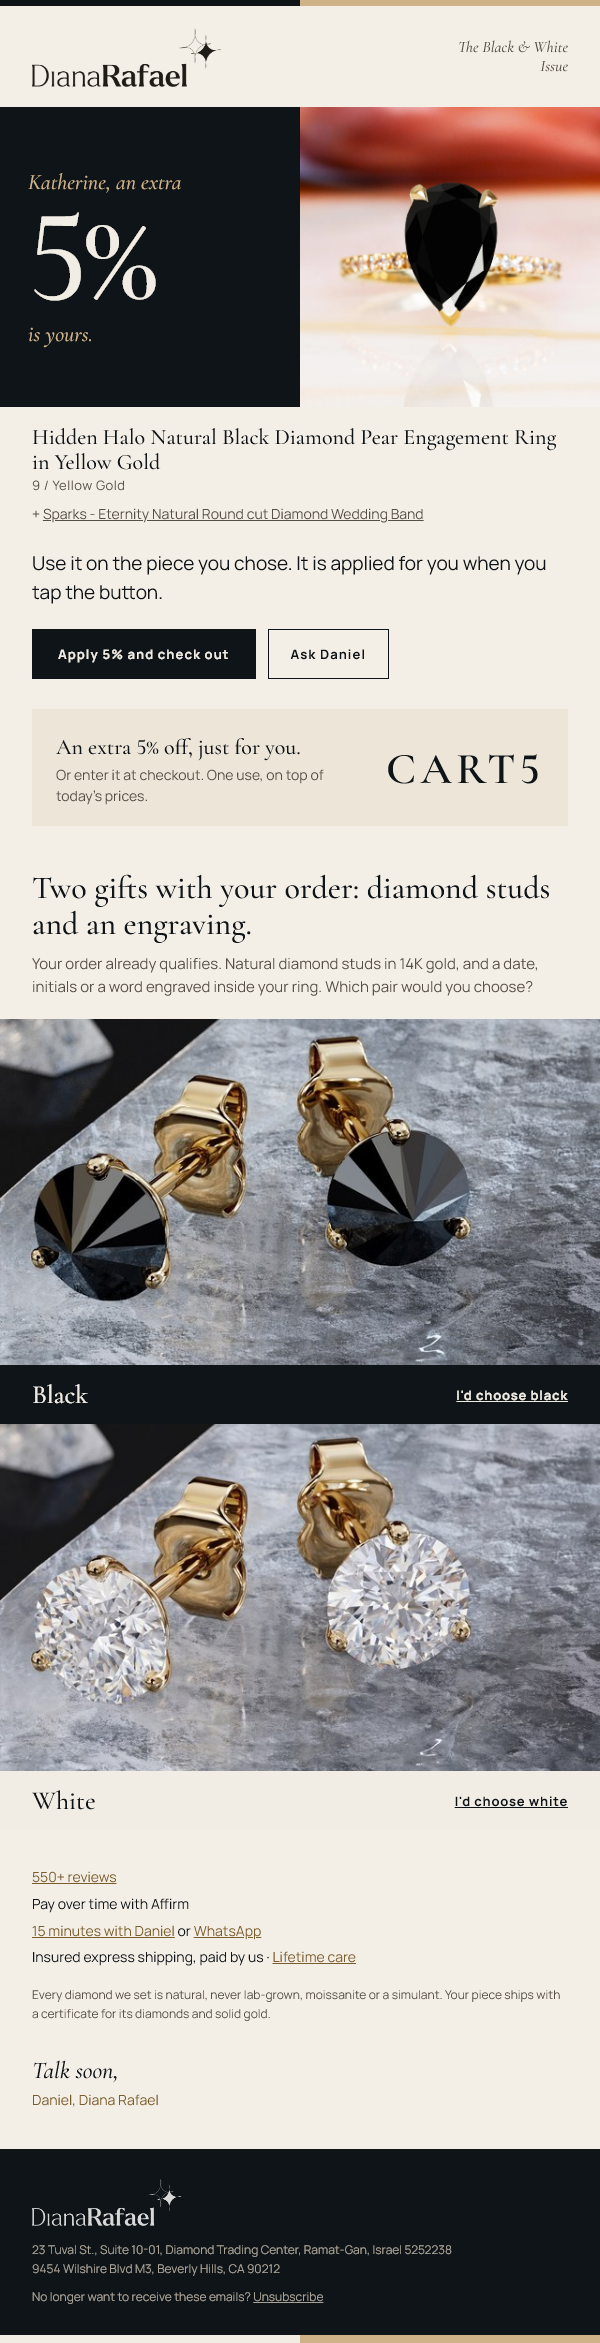 DianaRafael
The Black & White
Issue
Katherine, an extra
5%
is yours.
Hidden Halo Natural Black Diamond Pear Engagement Ring
in Yellow Gold
9 / Yellow Gold
+ Sparks - Eternity Natural Round cut Diamond Wedding Band
Use it on the piece you chose. It is applied for you when you
tap the button.
Apply 5% and check out
Ask Daniel
An extra 5% off, just for you.
Or enter it at checkout. One use, on top of
today's prices.
CART5
Two gifts with your order: diamond studs
and an engraving.
Your order already qualifies. Natural diamond studs in 14K gold, and a date,
initials or a word engraved inside your ring. Which pair would you choose?
Black
I'd choose black
White
I'd choose white
550+ reviews
Pay over time with Affirm
15 minutes with Daniel or WhatsApp
Insured express shipping, paid by us · Lifetime care
Every diamond we set is natural, never lab-grown, moissanite or a simulant. Your piece ships with
a certificate for its diamonds and solid gold.
Talk soon,
Daniel, Diana Rafael
DianaRafael
23 Tuval St., Suite 10-01, Diamond Trading Center, Ramat-Gan, Israel 5252238
9454 Wilshire Blvd M3, Beverly Hills, CA 90212
No longer want to receive these emails? Unsubscribe